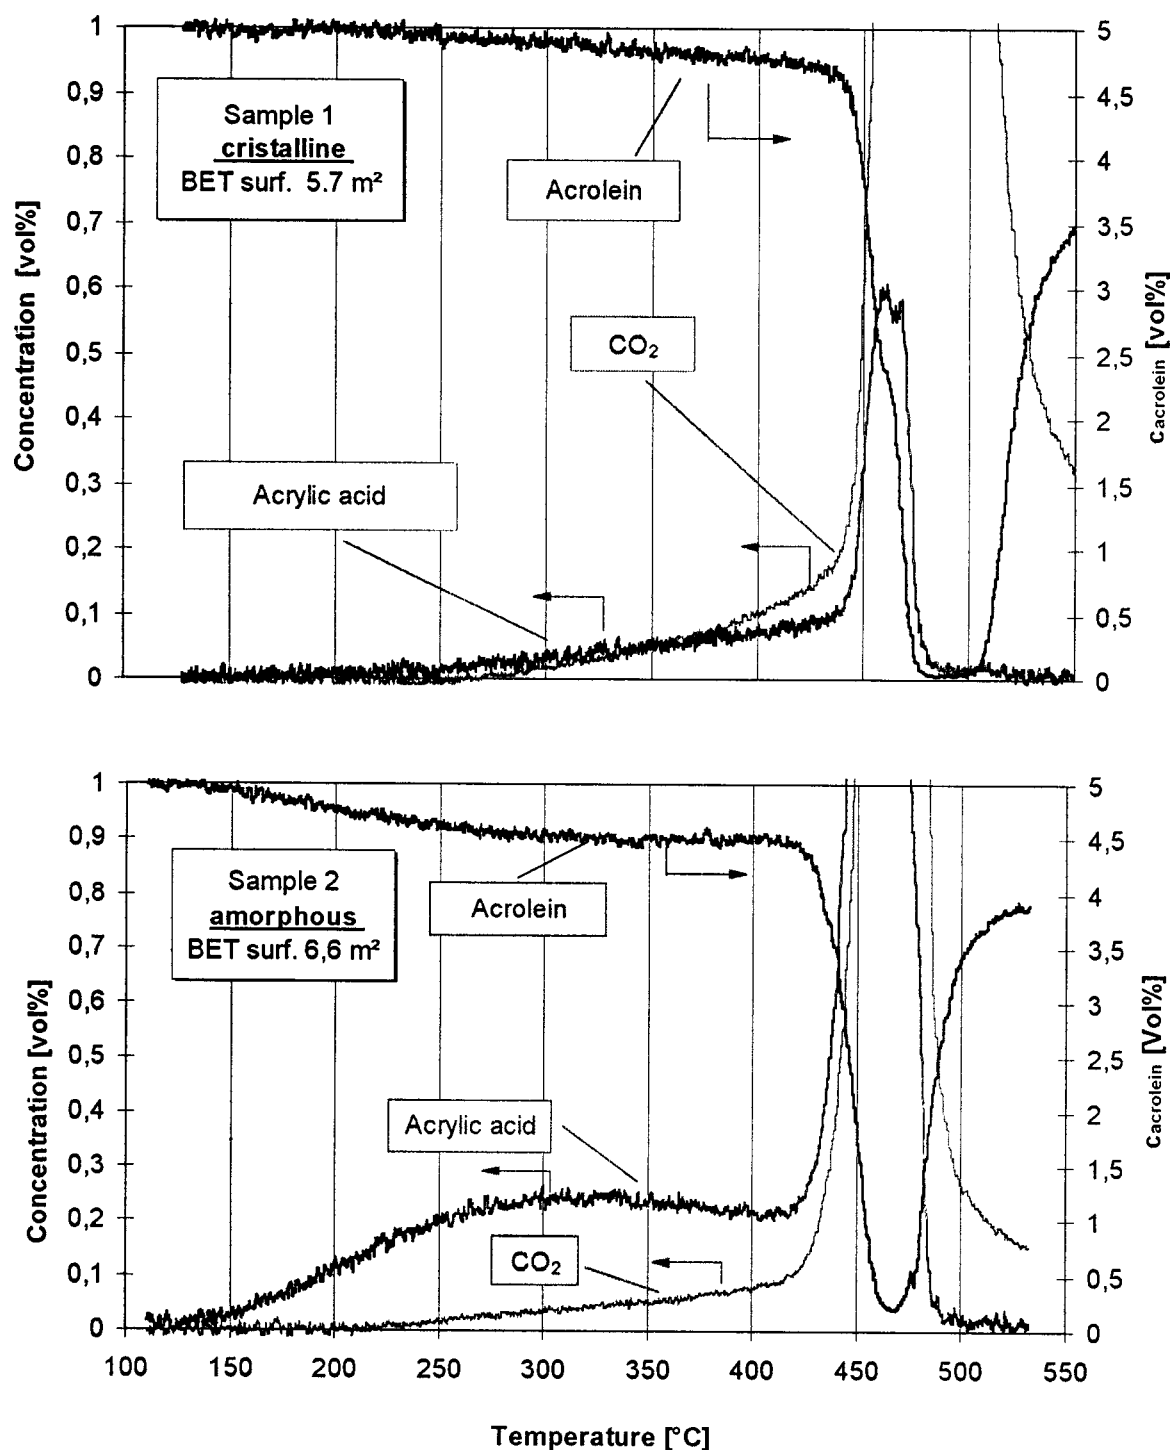 1
0,9
0,8
0,7
0,6
0,5
0,4
0,3
0,2
0,1
0
Concentration [vol%]
Sample 1
cristalline
BET surf. 5.7 m²
Acrolein
CO₂
Acrylic acid
5
4,5
4
3,5
3
2,5
2
1,5
1
0,5
0
Cacrolein [vol%]
1
0,9
0,8
0,7
0,6
0,5
0,4
0,3
0,2
0,1
0
Concentration [vol%]
Sample 2
amorphous
BET surf. 6,6 m²
Acrolein
Acrylic acid
CO₂
5
4,5
4
3,5
3
2,5
2
1,5
1
0,5
0
Cacrolein [Vol%]
100 150 200 250 300 350 400 450 500 550
Temperature [°C]